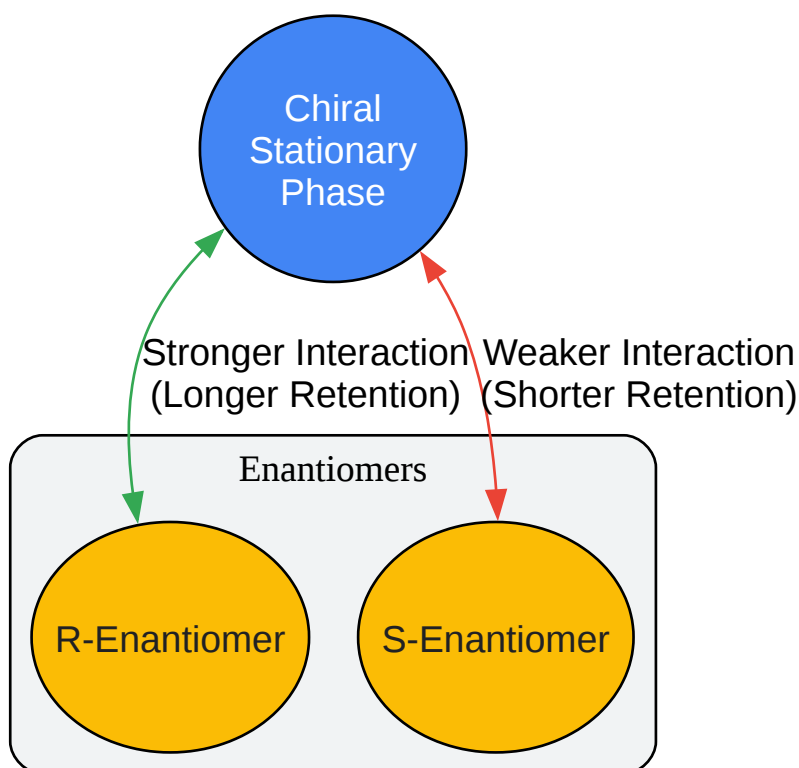 Chiral
Stationary
Phase
Stronger Interaction
(Longer Retention)
Weaker Interaction
(Shorter Retention)
Enantiomers
R-Enantiomer
S-Enantiomer